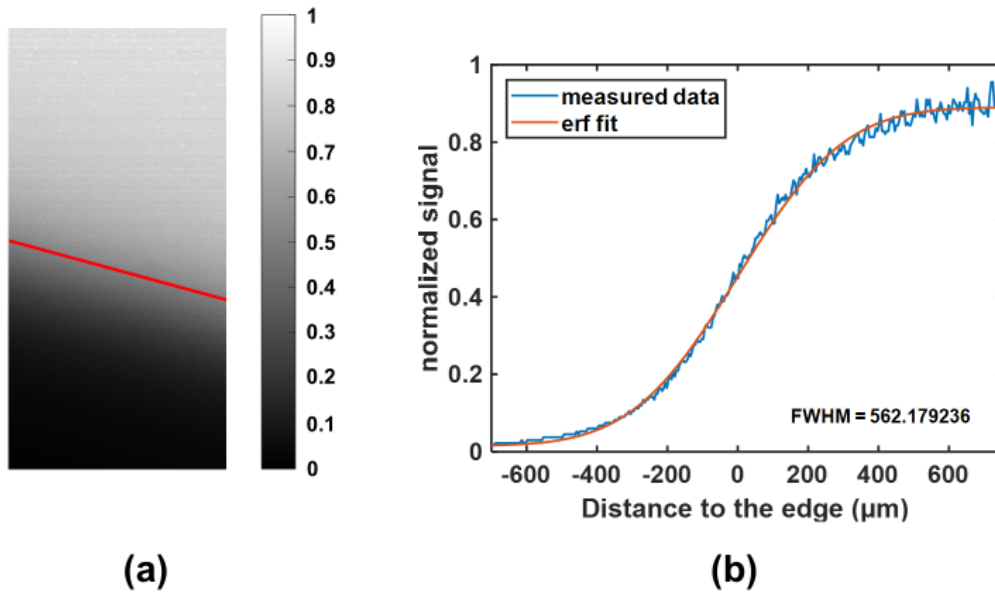 1
0.9
0.8
0.7
0.6
0.5
0.4
0.3
0.2
0.1
0
(a)
1
0.8
0.6
0.4
0.2
0
normalized signal
measured data
erf fit
FWHM = 562.179236
-600 -400 -200 0 200 400 600
Distance to the edge (μm)
(b)